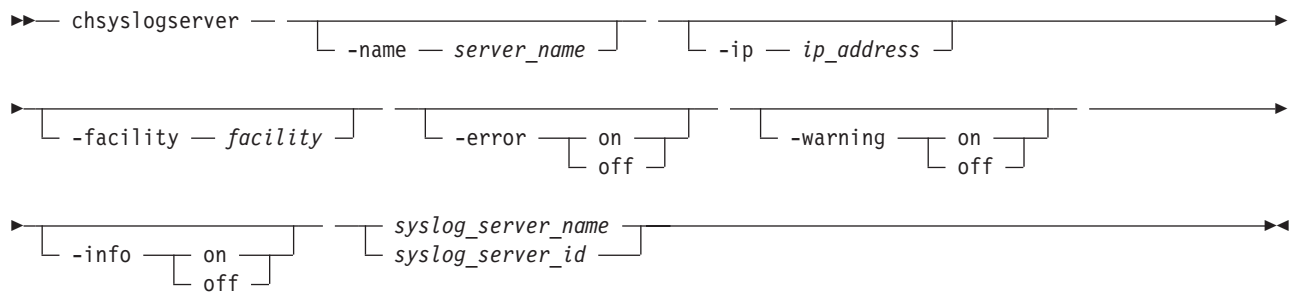 chsyslogserver
-name server_name -ip ip_address
-facility facility -error on -warning on
off off
-info on syslog_server_name
off syslog_server_id